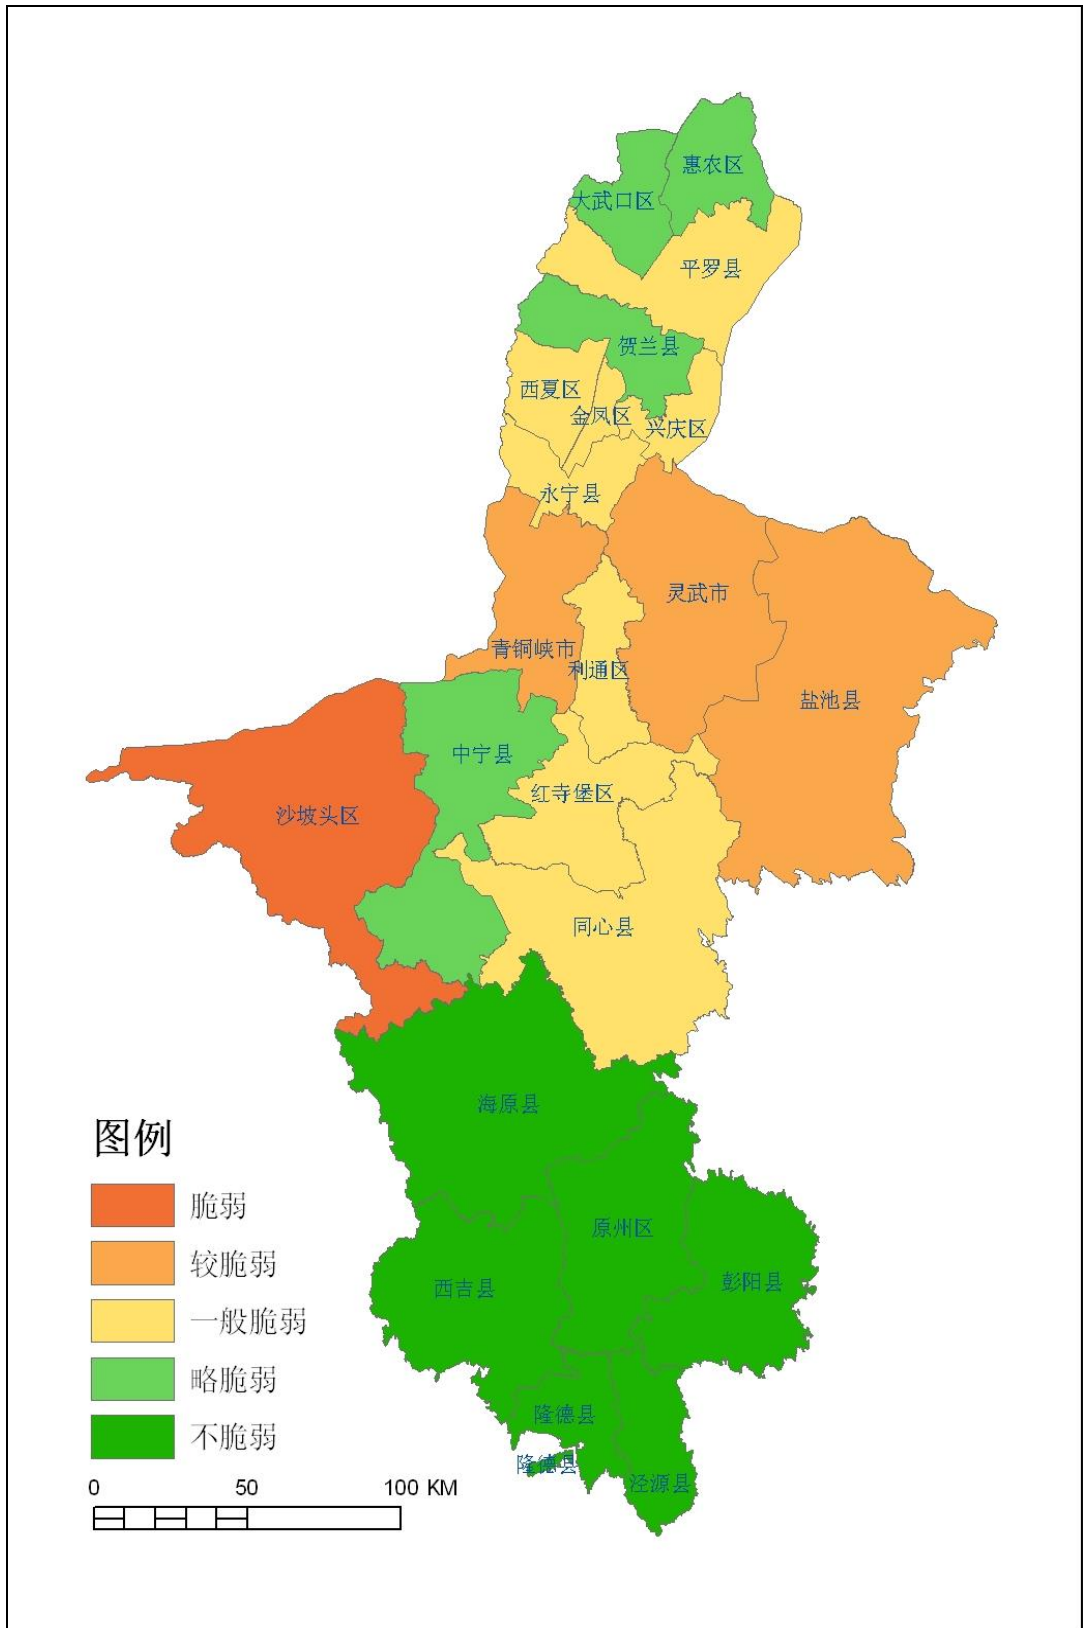 惠农区
大武口区
平罗县
贺兰县
西夏区
金凤区
兴庆区
永宁县
灵武市
青铜峡市
利通区
盐池县
中宁县
红寺堡区
沙坡头区
同心县
海原县
原州区
彭阳县
西吉县
隆德县
隆德县
泾源县
图例
脆弱
较脆弱
一般脆弱
略脆弱
不脆弱
0 50 100 KM